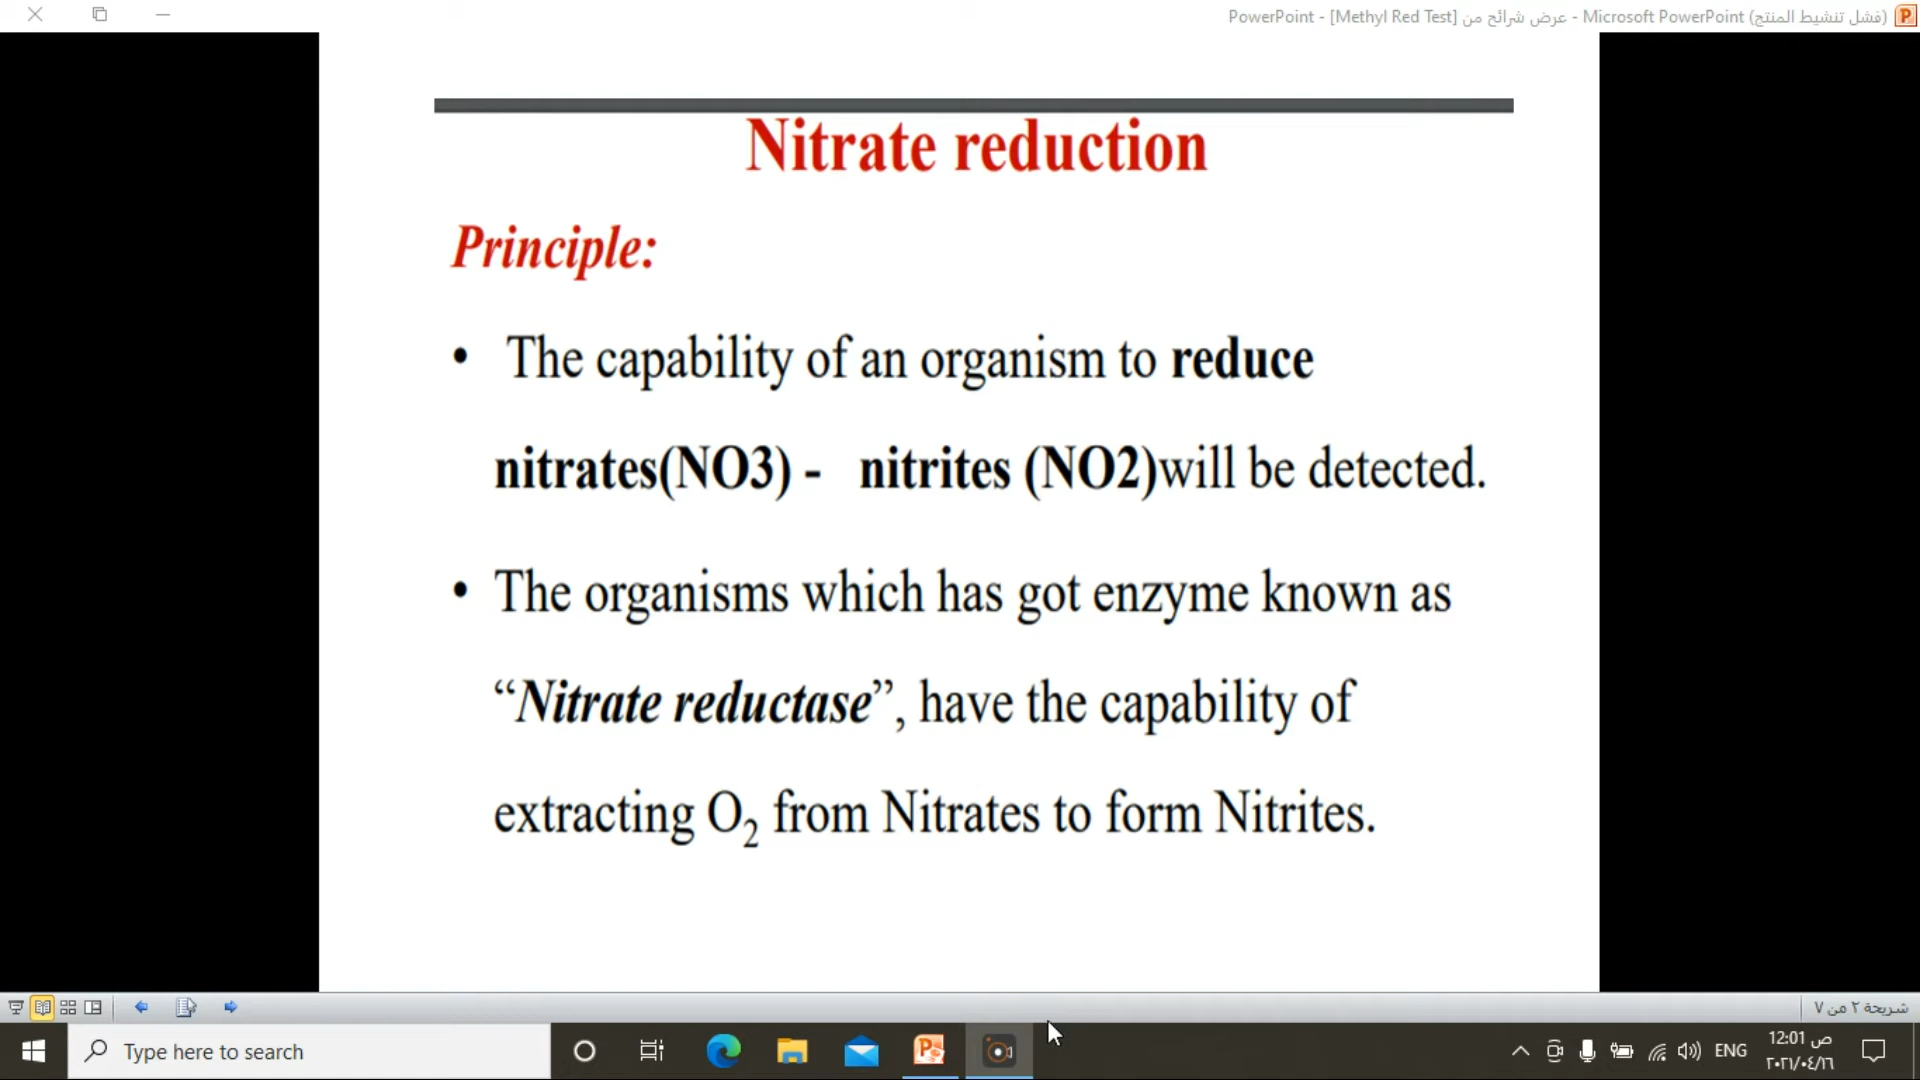 PowerPoint - [Methyl Red Test] عرض شرائح من - Microsoft PowerPoint (فشل تنشيط المنتج)
Nitrate reduction
Principle:
• The capability of an organism to reduce
nitrates(NO3) - nitrites (NO2)will be detected.
• The organisms which has got enzyme known as
“Nitrate reductase”, have the capability of
extracting O₂ from Nitrates to form Nitrites.
شريحة ٢ من ٧
Type here to search
ENG
12:01 ص
٢٠٢١/٠٤/١٦